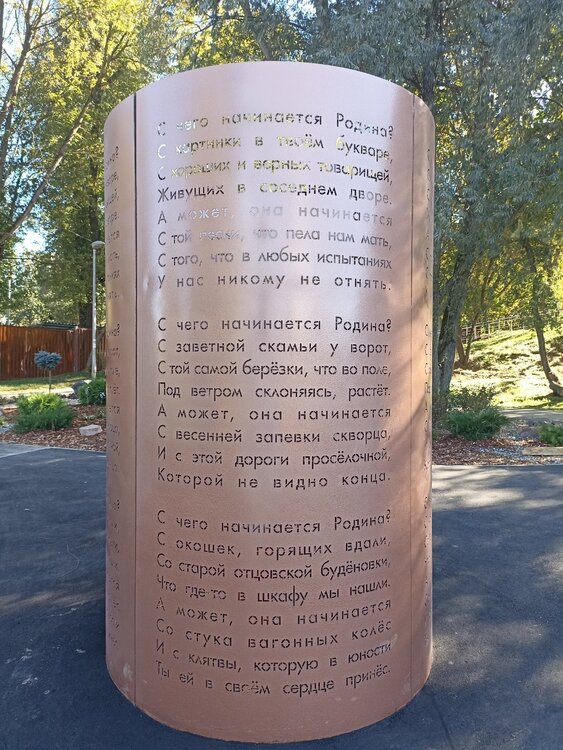 С чего начинается Родина?
С картинки в твоём букваре,
С хороших и верных товарищей,
Живущих в соседнем дворе.
А может, она начинается
С той песни, что пела нам мать,
С того, что в любых испытаниях
У нас никому не отнять.
С чего начинается Родина?
С заветной скамьи у ворот,
С той самой берёзки, что во поле,
Под ветром склоняясь, растёт.
А может, она начинается
С весенней запевки скворца,
И с этой дороги просёлочной,
Которой не видно конца.
С чего начинается Родина?
С окошек, горящих вдали,
Со старой отцовской будёновки,
Что где-то в шкафу мы нашли.
А может, она начинается
Со стука вагонных колёс
И с клятвы, которую в юности
Ты ей в своём сердце принёс.